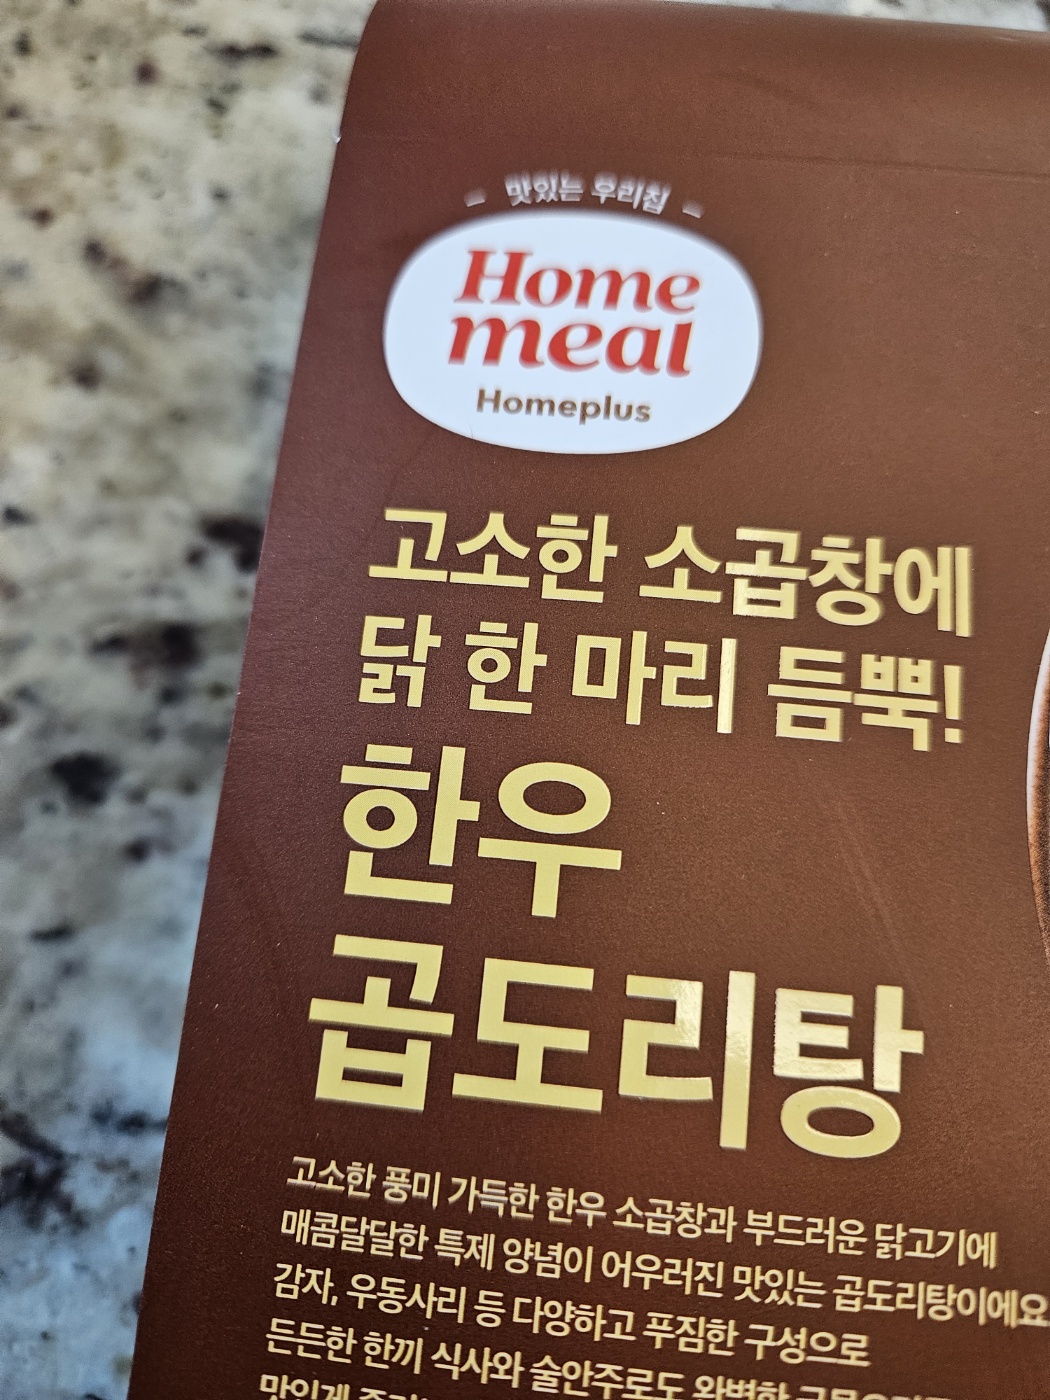 맛있는 우리집
Home
meal
Homeplus
고소한 소곱창에
닭 한 마리 듬뿍!
한우
곱도리탕
고소한 풍미 가득한 한우 소곱창과 부드러운 닭고기에
매콤달달한 특제 양념이 어우러진 맛있는 곱도리탕이에요.
감자, 우동사리 등 다양하고 푸짐한 구성으로
든든한 한끼 식사와 술안주로도 완벽한
맛있게